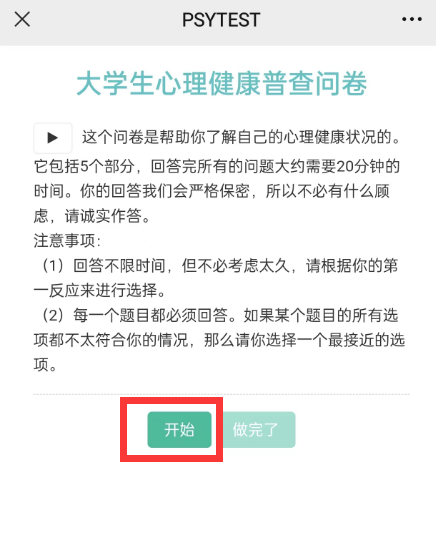 PSYTEST
大学生心理健康普查问卷
这个问卷是帮助你了解自己的心理健康状况的。
它包括5个部分，回答完所有的问题大约需要20分钟的
时间。你的回答我们会严格保密，所以不必有什么顾
虑，请诚实作答。
注意事项：
（1）回答不限时间，但不必考虑太久，请根据你的第
一反应来进行选择。
（2）每一个题目都必须回答。如果某个题目的所有选
项都不太符合你的情况，那么请你选择一个最接近的选
项。
开始 做完了